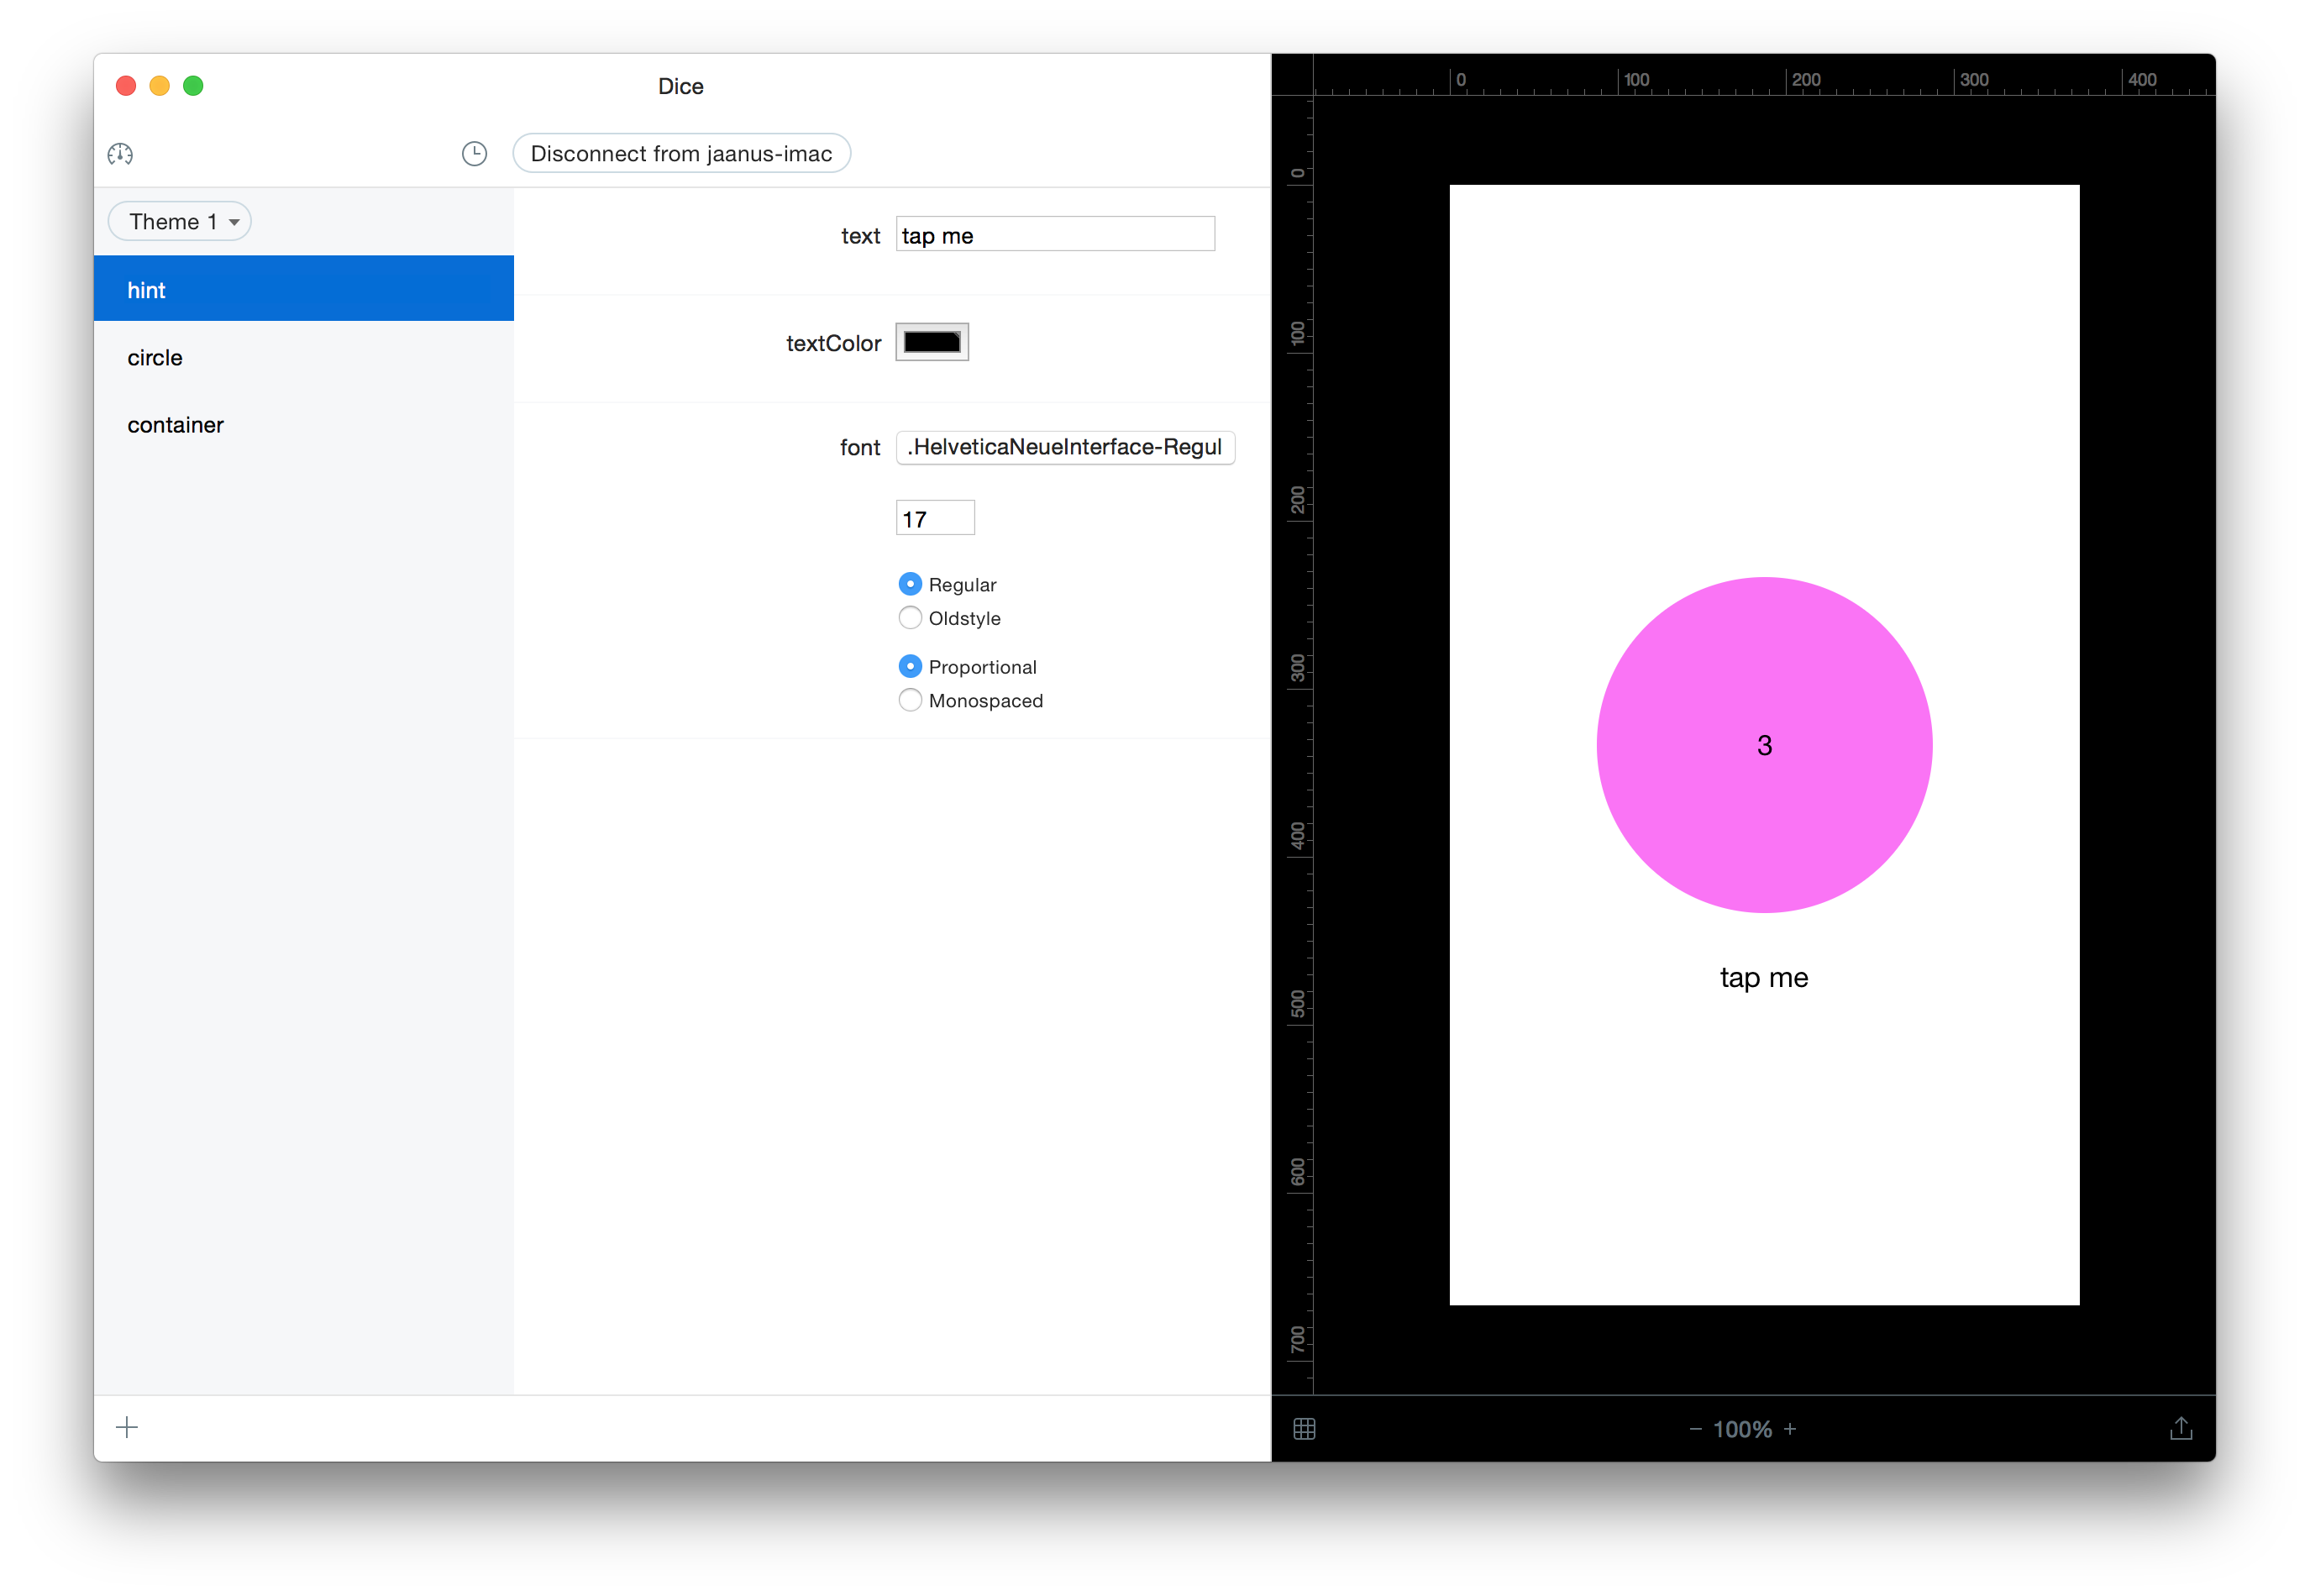 Dice
Disconnect from jaanus-imac
Theme 1
hint
circle
container
text
tap me
textColor
font
.HelveticaNeueInterface-Regul
17
Regular
Oldstyle
Proportional
Monospaced
0
100
200
300
400
0
100
200
300
400
500
600
700
3
tap me
− 100% +